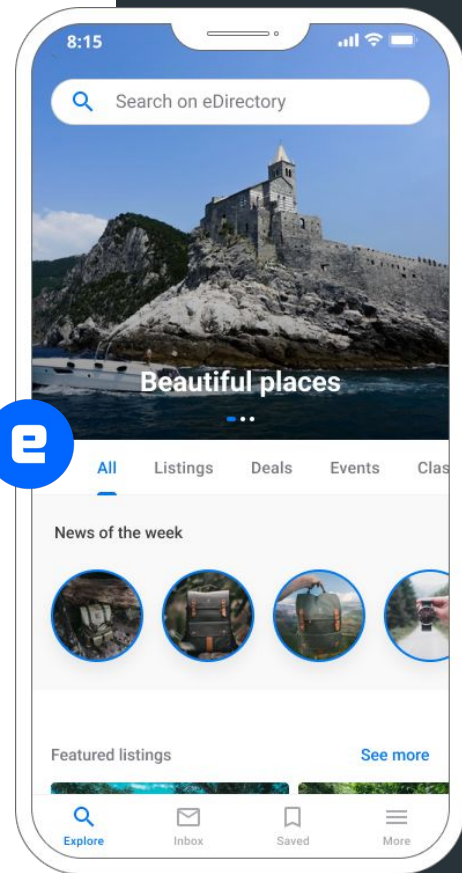 8:15
Search on eDirectory
Beautiful places
e
All Listings Deals Events Clas
News of the week
Featured listings See more
Explore Inbox Saved More